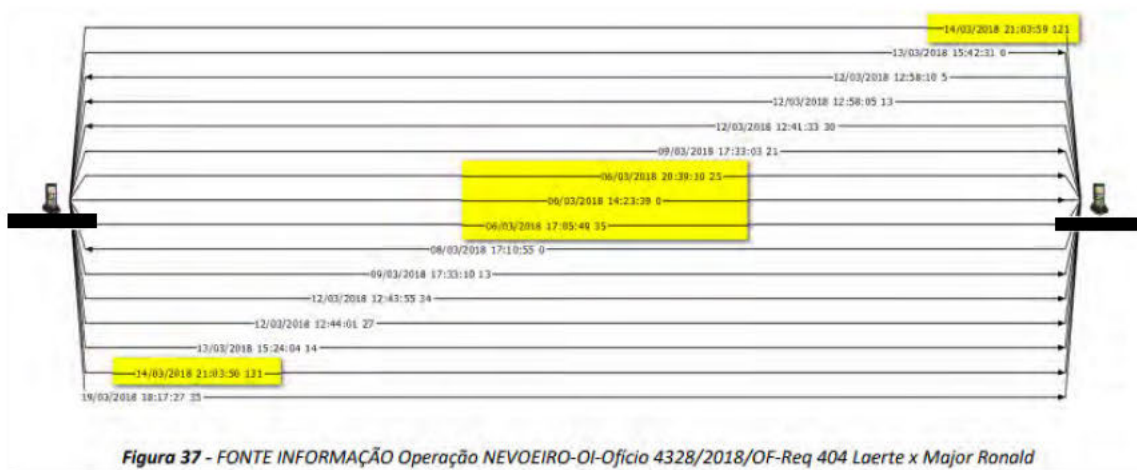 14/03/2018 21:03:59 121
13/03/2018 15:42:31 0
12/03/2018 12:58:10 5
12/03/2018 12:58:05 13
12/03/2018 12:41:33 30
09/03/2018 17:33:03 21
06/03/2018 20:39:10 25
06/03/2018 14:23:39 0
06/03/2018 17:05:49 35
08/03/2018 17:10:55 0
09/03/2018 17:33:10 13
12/03/2018 12:43:55 34
12/03/2018 12:44:01 27
13/03/2018 15:24:04 14
14/03/2018 21:03:56 131
19/03/2018 18:17:27 35
Figura 37 - FONTE INFORMAÇÃO Operação NEVOEIRO-OI-Ofício 4328/2018/OF-Req 404 Laerte x Major Ronald